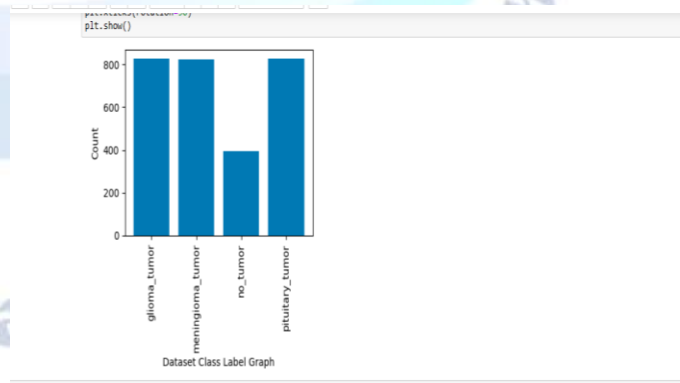 plt.show()
800
600
400
200
0
Count
glioma_tumor
meningioma_tumor
no_tumor
pituitary_tumor
Dataset Class Label Graph